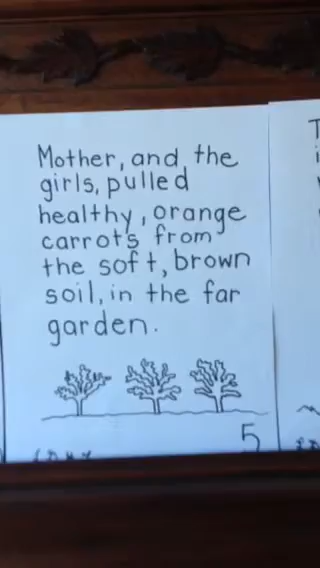 Mother, and the
girls, pulled
healthy, orange
carrots from
the soft, brown
soil, in the far
garden.
5